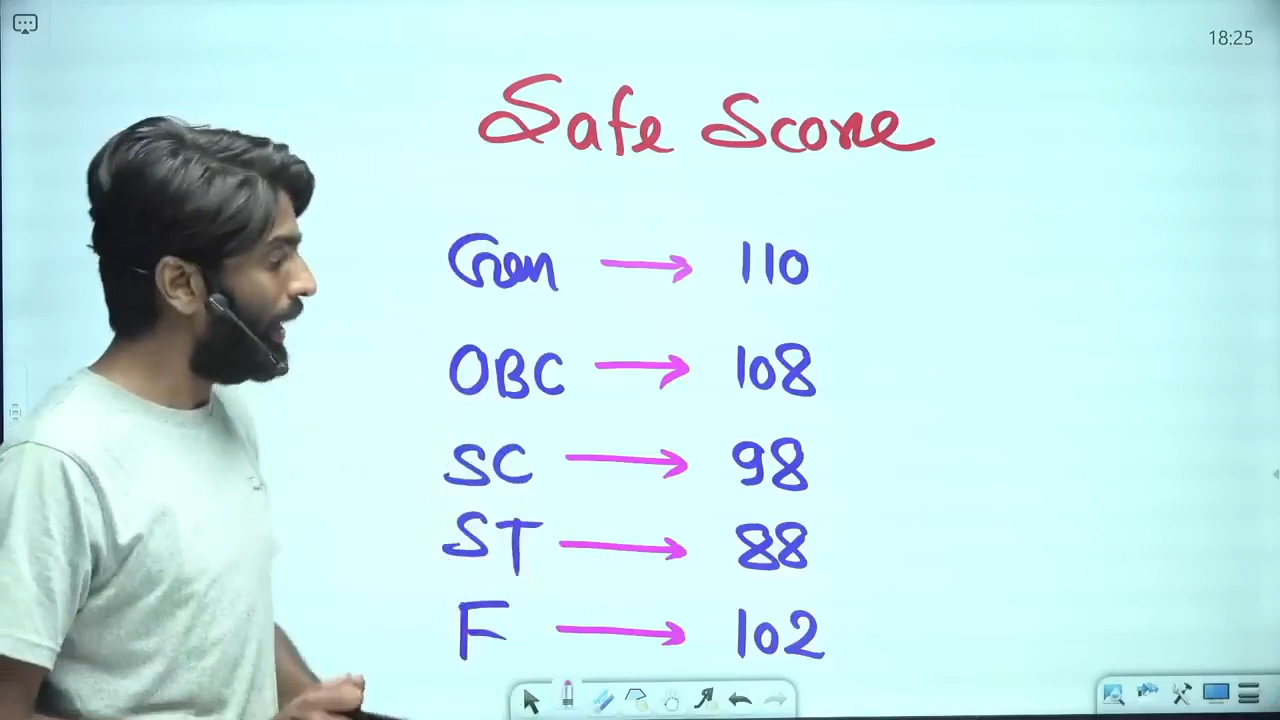 18:25
Safe Score
Gen → 110
OBC → 108
SC → 98
ST → 88
F → 102